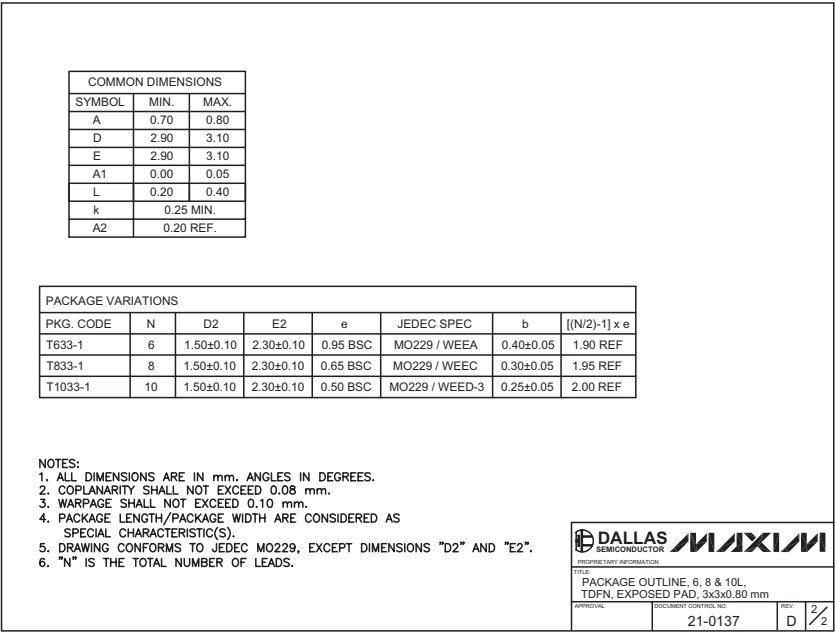 COMMON DIMENSIONS
SYMBOL MIN. MAX.
A 0.70 0.80
D 2.90 3.10
E 2.90 3.10
A1 0.00 0.05
L 0.20 0.40
k 0.25 MIN.
A2 0.20 REF.
PACKAGE VARIATIONS
PKG. CODE N D2 E2 e JEDEC SPEC b [(N/2)-1] x e
T633-1 6 1.50±0.10 2.30±0.10 0.95 BSC MO229 / WEEA 0.40±0.05 1.90 REF
T833-1 8 1.50±0.10 2.30±0.10 0.65 BSC MO229 / WEEC 0.30±0.05 1.95 REF
T1033-1 10 1.50±0.10 2.30±0.10 0.50 BSC MO229 / WEED-3 0.25±0.05 2.00 REF
NOTES:
1. ALL DIMENSIONS ARE IN mm. ANGLES IN DEGREES.
2. COPLANARITY SHALL NOT EXCEED 0.08 mm.
3. WARPAGE SHALL NOT EXCEED 0.10 mm.
4. PACKAGE LENGTH/PACKAGE WIDTH ARE CONSIDERED AS
SPECIAL CHARACTERISTIC(S).
5. DRAWING CONFORMS TO JEDEC MO229, EXCEPT DIMENSIONS "D2" AND "E2".
6. "N" IS THE TOTAL NUMBER OF LEADS.
DALLAS SEMICONDUCTOR MAXIM
PROPRIETARY INFORMATION
TITLE:
PACKAGE OUTLINE, 6, 8 & 10L,
TDFN, EXPOSED PAD, 3x3x0.80 mm
APPROVAL DOCUMENT CONTROL NO. REV.
21-0137 D 2/2